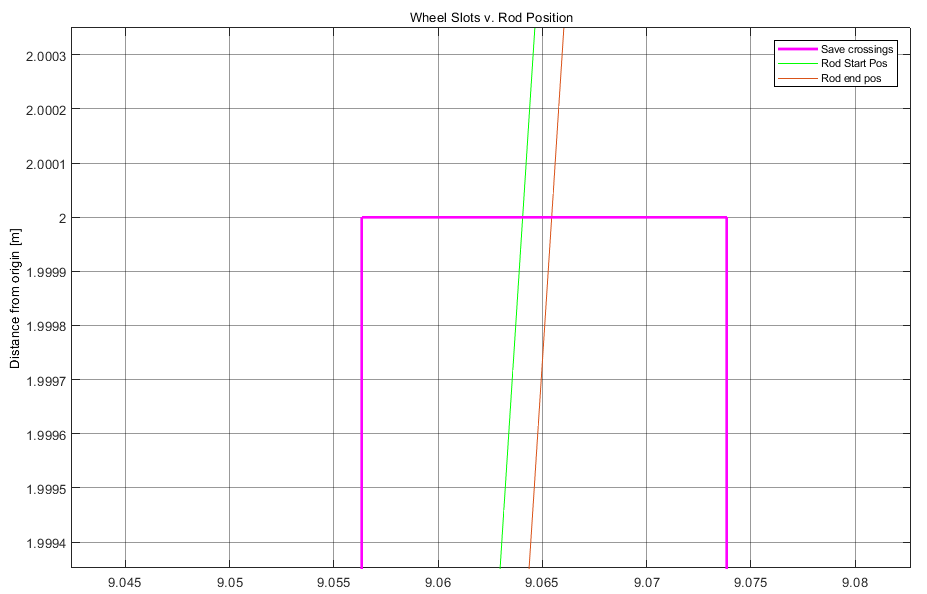 Wheel Slots v. Rod Position
Save crossings
Rod Start Pos
Rod end pos
Distance from origin [m]
2.0003
2.0002
2.0001
2
1.9999
1.9998
1.9997
1.9996
1.9995
1.9994
9.045 9.05 9.055 9.06 9.065 9.07 9.075 9.08